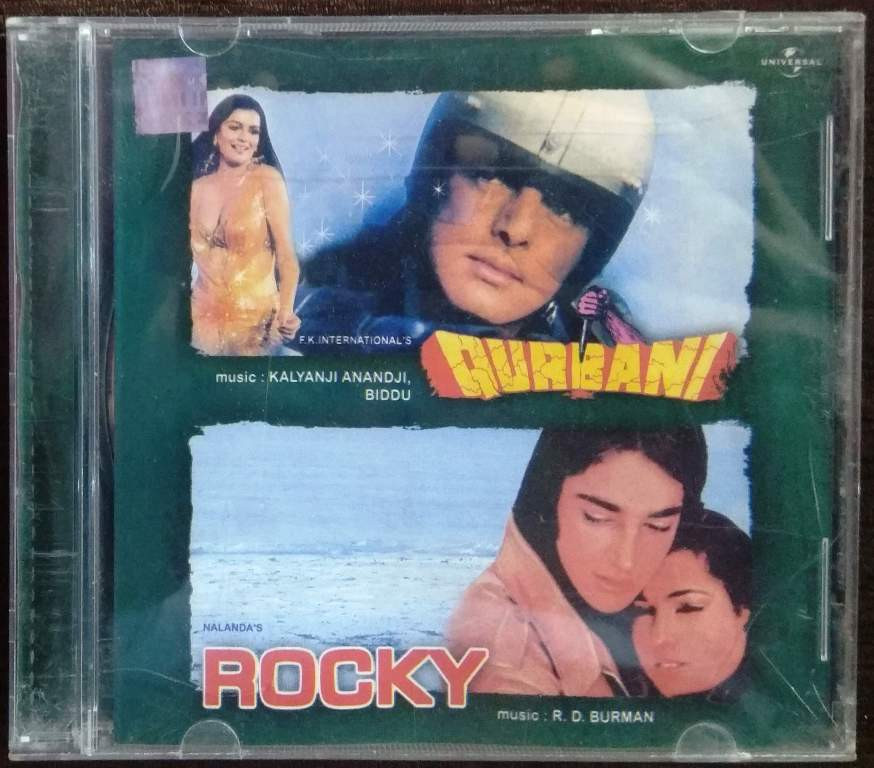 UNIVERSAL
F.K.INTERNATIONAL'S
QURBANI
music : KALYANJI ANANDJI,
BIDDU
NALANDA'S
ROCKY
music : R. D. BURMAN